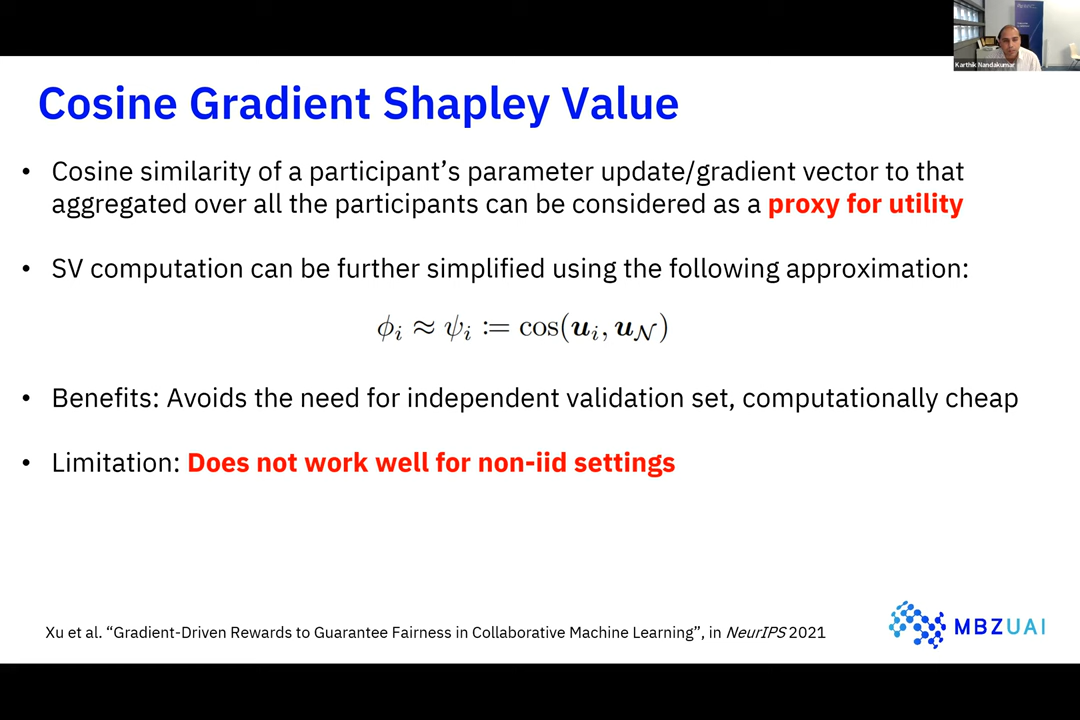 Karthik Nandakumar
Cosine Gradient Shapley Value
• Cosine similarity of a participant's parameter update/gradient vector to that
aggregated over all the participants can be considered as a proxy for utility
• SV computation can be further simplified using the following approximation:
ϕᵢ ≈ ψᵢ := cos(𝒖ᵢ, 𝒖_𝒩)
• Benefits: Avoids the need for independent validation set, computationally cheap
• Limitation: Does not work well for non-iid settings
Xu et al. “Gradient-Driven Rewards to Guarantee Fairness in Collaborative Machine Learning”, in NeurIPS 2021
MBZUAI